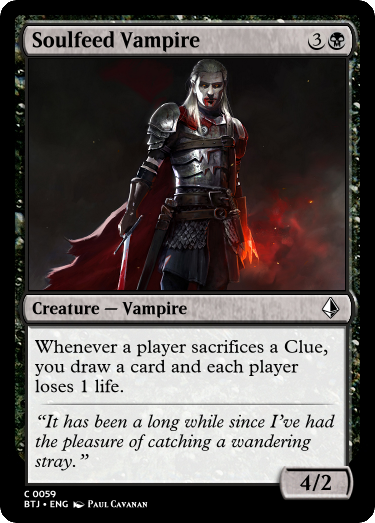 Soulfeed Vampire 3
Creature — Vampire
Whenever a player sacrifices a Clue,
you draw a card and each player
loses 1 life.
“It has been a long while since I’ve had
the pleasure of catching a wandering
stray.”
4/2
C 0059
BTJ • ENG Paul Cavanan